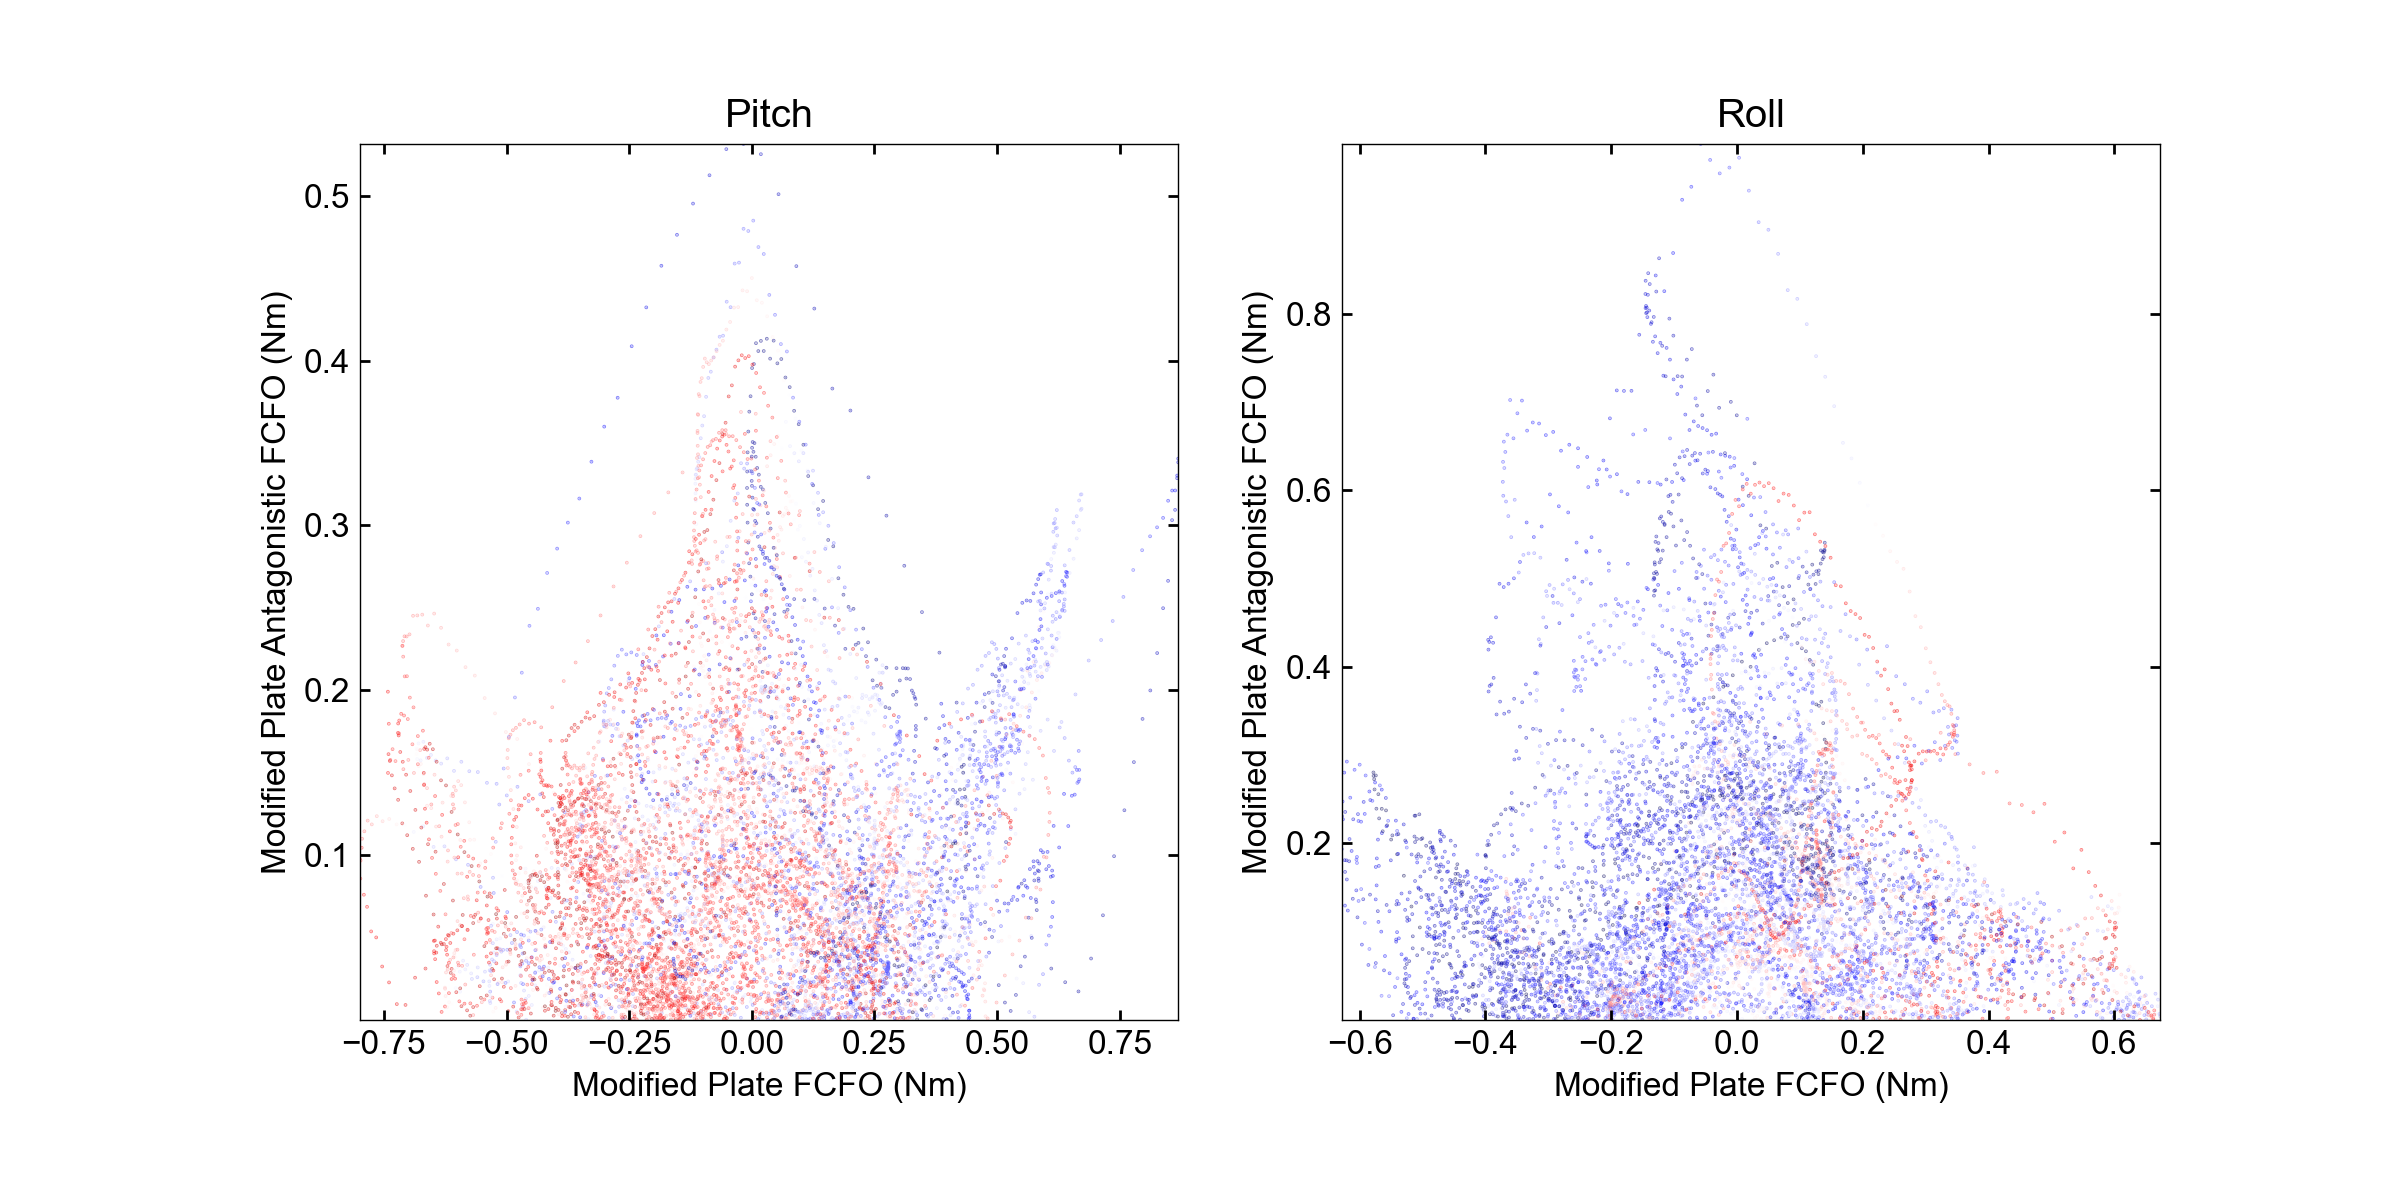 Pitch
Roll
0.5
0.4
0.3
0.2
0.1
−0.75 −0.50 −0.25 0.00 0.25 0.50 0.75
Modified Plate FCFO (Nm)
Modified Plate Antagonistic FCFO (Nm)
0.8
0.6
0.4
0.2
−0.6 −0.4 −0.2 0.0 0.2 0.4 0.6
Modified Plate FCFO (Nm)
Modified Plate Antagonistic FCFO (Nm)